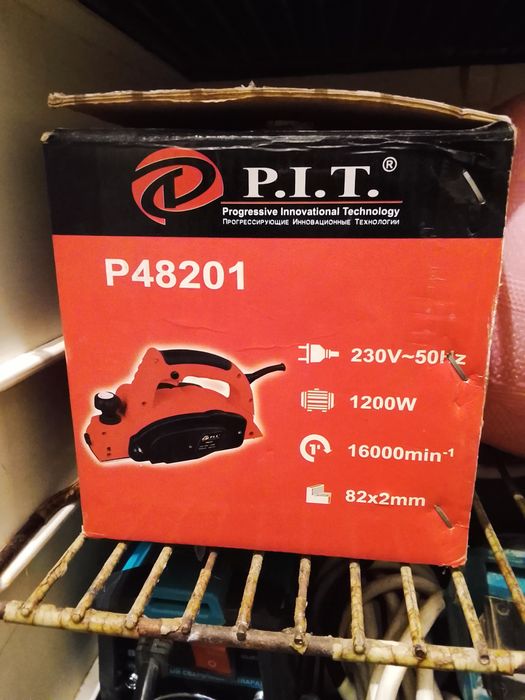 P.I.T.®
Progressive Innovational Technology
Прогрессирующие Инновационные Технологии
P48201
230V~50Hz
1200W
16000min⁻¹
82x2mm
P.I.T.